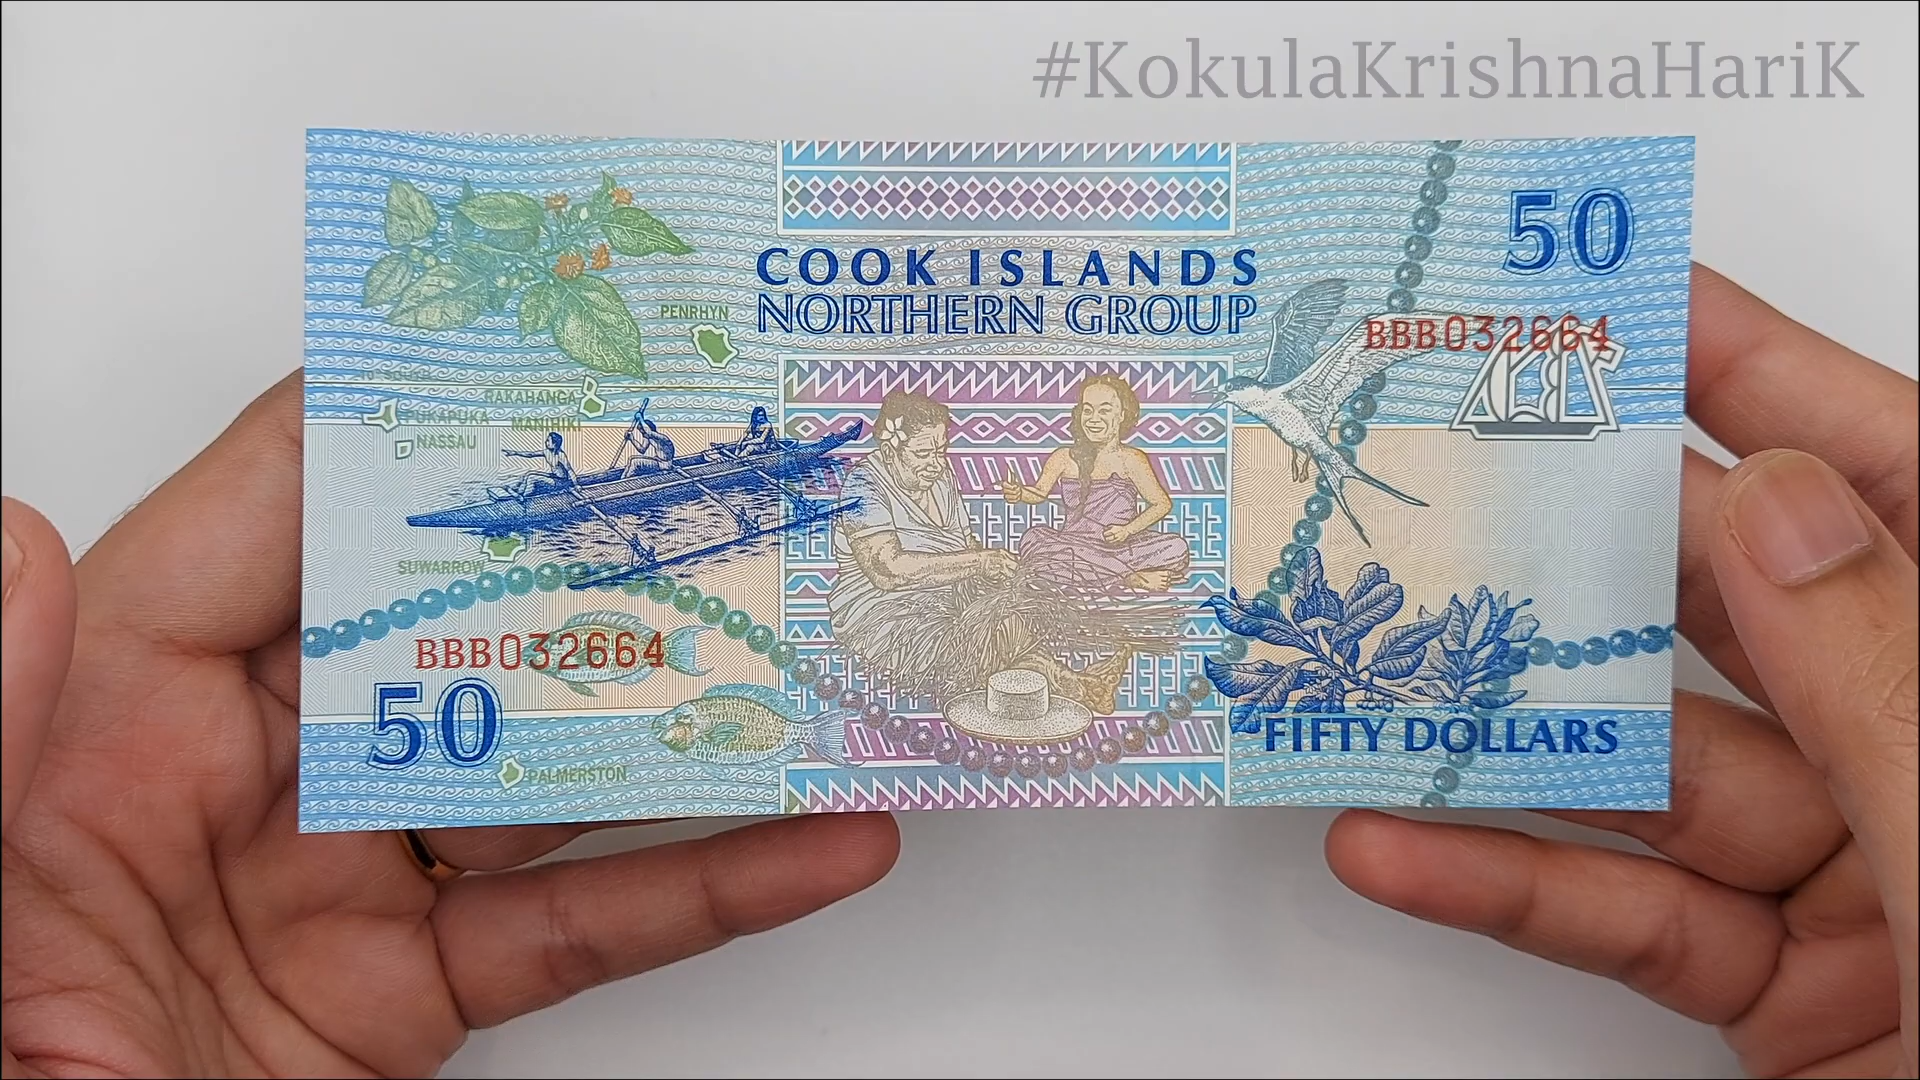 #KokulaKrishnaHariK
50
COOK ISLANDS
NORTHERN GROUP
PENRHYN
BBB032664
RAKAHANGA
PUKAPUKA
MANIHIKI
NASSAU
SUWARROW
BBB032664
50
FIFTY DOLLARS
PALMERSTON